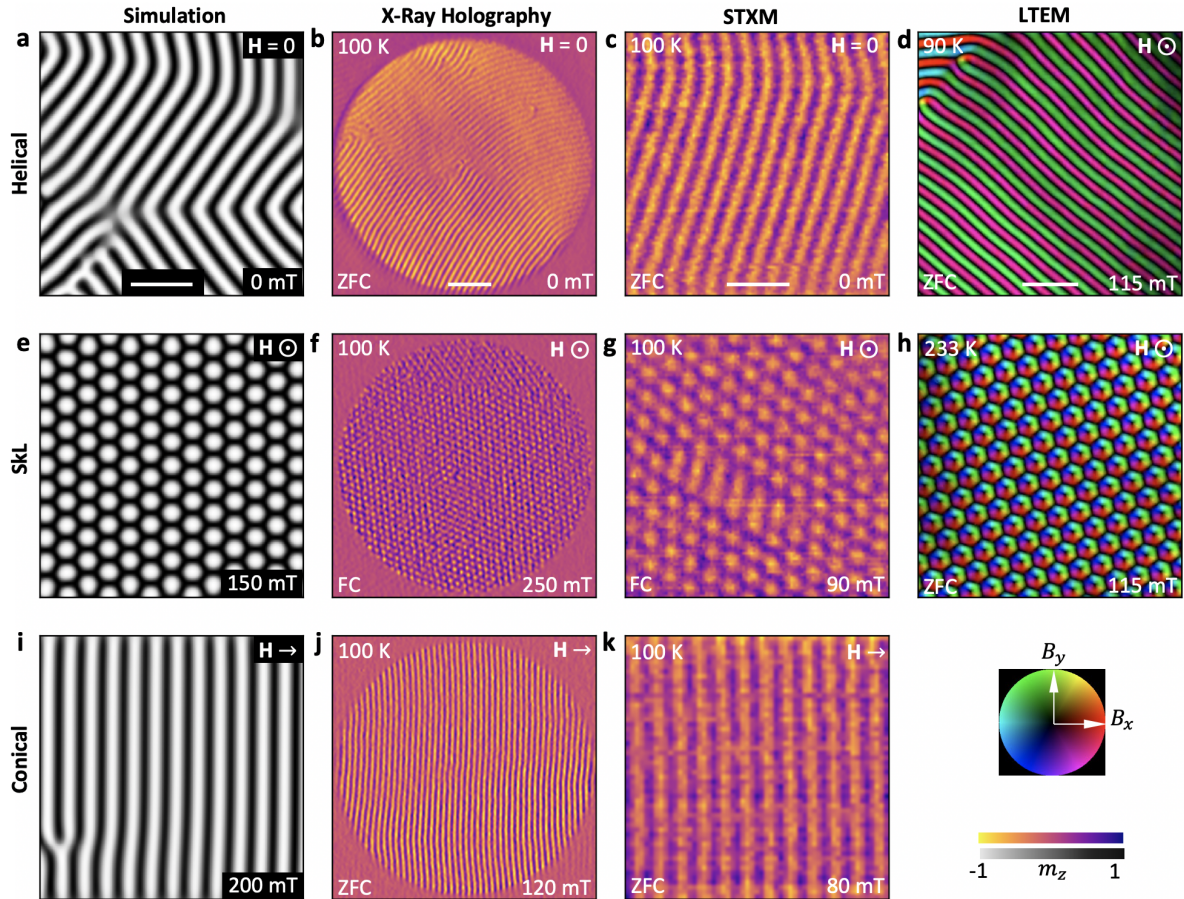 Simulation
X-Ray Holography
STXM
LTEM
Helical
a
H = 0
0 mT
b
100 K
H = 0
ZFC
0 mT
c
100 K
H = 0
ZFC
0 mT
d
90 K
H ⊙
ZFC
115 mT
SkL
e
H ⊙
150 mT
f
100 K
H ⊙
FC
250 mT
g
100 K
H ⊙
FC
90 mT
h
233 K
H ⊙
ZFC
115 mT
Conical
i
H →
200 mT
j
100 K
H →
ZFC
120 mT
k
100 K
H →
ZFC
80 mT
B_y
B_x
-1 m_z 1